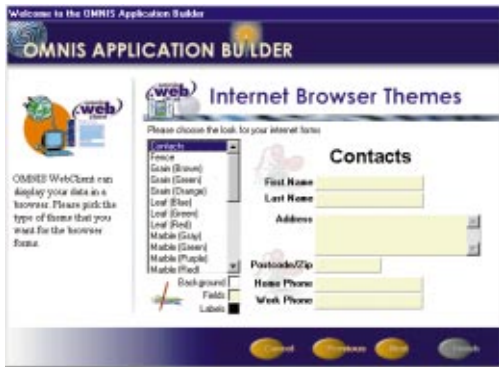 Welcome to the OMNIS Application Builder
OMNIS APPLICATION BUILDER
web
Internet Browser Themes
web
OMNIS WebClient can
display your data in a
browser. Please pick the
type of theme that you
want for the browser
forms.
Please choose the look for your internet forms
Contacts
Fence
Grain (Brown)
Grain (Green)
Grain (Orange)
Leaf (Blue)
Leaf (Green)
Leaf (Red)
Marble (Gray)
Marble (Green)
Marble (Purple)
Marble (Red)
Background
Fields
Labels
Contacts
First Name
Last Name
Address
Postcode/Zip
Home Phone
Work Phone
Cancel
Previous
Next
Finish